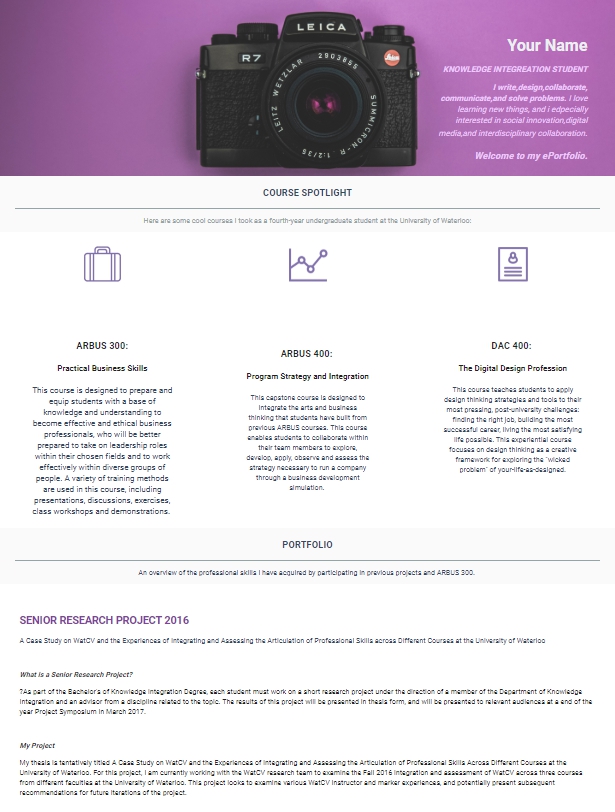 LEICA
R7
LEITZ WETZLAR 2903855
SUMMICRON-R 1:2/35
Leica
Your Name
KNOWLEDGE INTEGREATION STUDENT
I write,design,collaborate,
communicate,and solve problems. I love
learning new things, and i edpecially
interested in social innovation,digital
media,and interdisciplinary collaboration.
Welcome to my ePortfolio.
COURSE SPOTLIGHT
Here are some cool courses I took as a fourth-year undergraduate student at the University of Waterloo:
ARBUS 300:
Practical Business Skills
This course is designed to prepare and
equip students with a base of
knowledge and understanding to
become effective and ethical business
professionals, who will be better
prepared to take on leadership roles
within their chosen fields and to work
effectively within diverse groups of
people. A variety of training methods
are used in this course, including
presentations, discussions, exercises,
class workshops and demonstrations.
ARBUS 400:
Program Strategy and Integration
This capstone course is designed to
integrate the arts and business
thinking that students have built from
previous ARBUS courses. This course
enables students to collaborate within
their team members to explore,
develop, apply, observe and assess the
strategy necessary to run a company
through a business development
simulation.
DAC 400:
The Digital Design Profession
This course teaches students to apply
design thinking strategies and tools to their
most pressing, post-university challenges:
finding the right job, building the most
successful career, living the most satisfying
life possible. This experiential course
focuses on design thinking as a creative
framework for exploring the "wicked
problem" of your-life-as-designed.
PORTFOLIO
An overview of the professional skills I have acquired by participating in previous projects and ARBUS 300.
SENIOR RESEARCH PROJECT 2016
A Case Study on WatCV and the Experiences of Integrating and Assessing the Articulation of Professional Skills across Different Courses at the University of Waterloo
What is a Senior Research Project?
?As part of the Bachelor's of Knowledge Integration Degree, each student must work on a short research project under the direction of a member of the Department of Knowledge
Integration and an advisor from a discipline related to the topic. The results of this project will be presented in thesis form, and will be presented to relevant audiences at a end of the
year Project Symposium in March 2017.
My Project
My thesis is tentatively titled A Case Study on WatCV and the Experiences of Integrating and Assessing the Articulation of Professional Skills Across Different Courses at the
University of Waterloo. For this project, I am currently working with the WatCV research team to examine the Fall 2016 integration and assessment of WatCV across three courses
from different faculties at the University of Waterloo. This project looks to examine various WatCV instructor and marker experiences, and potentially present subsequent
recommendations for future iterations of the project.